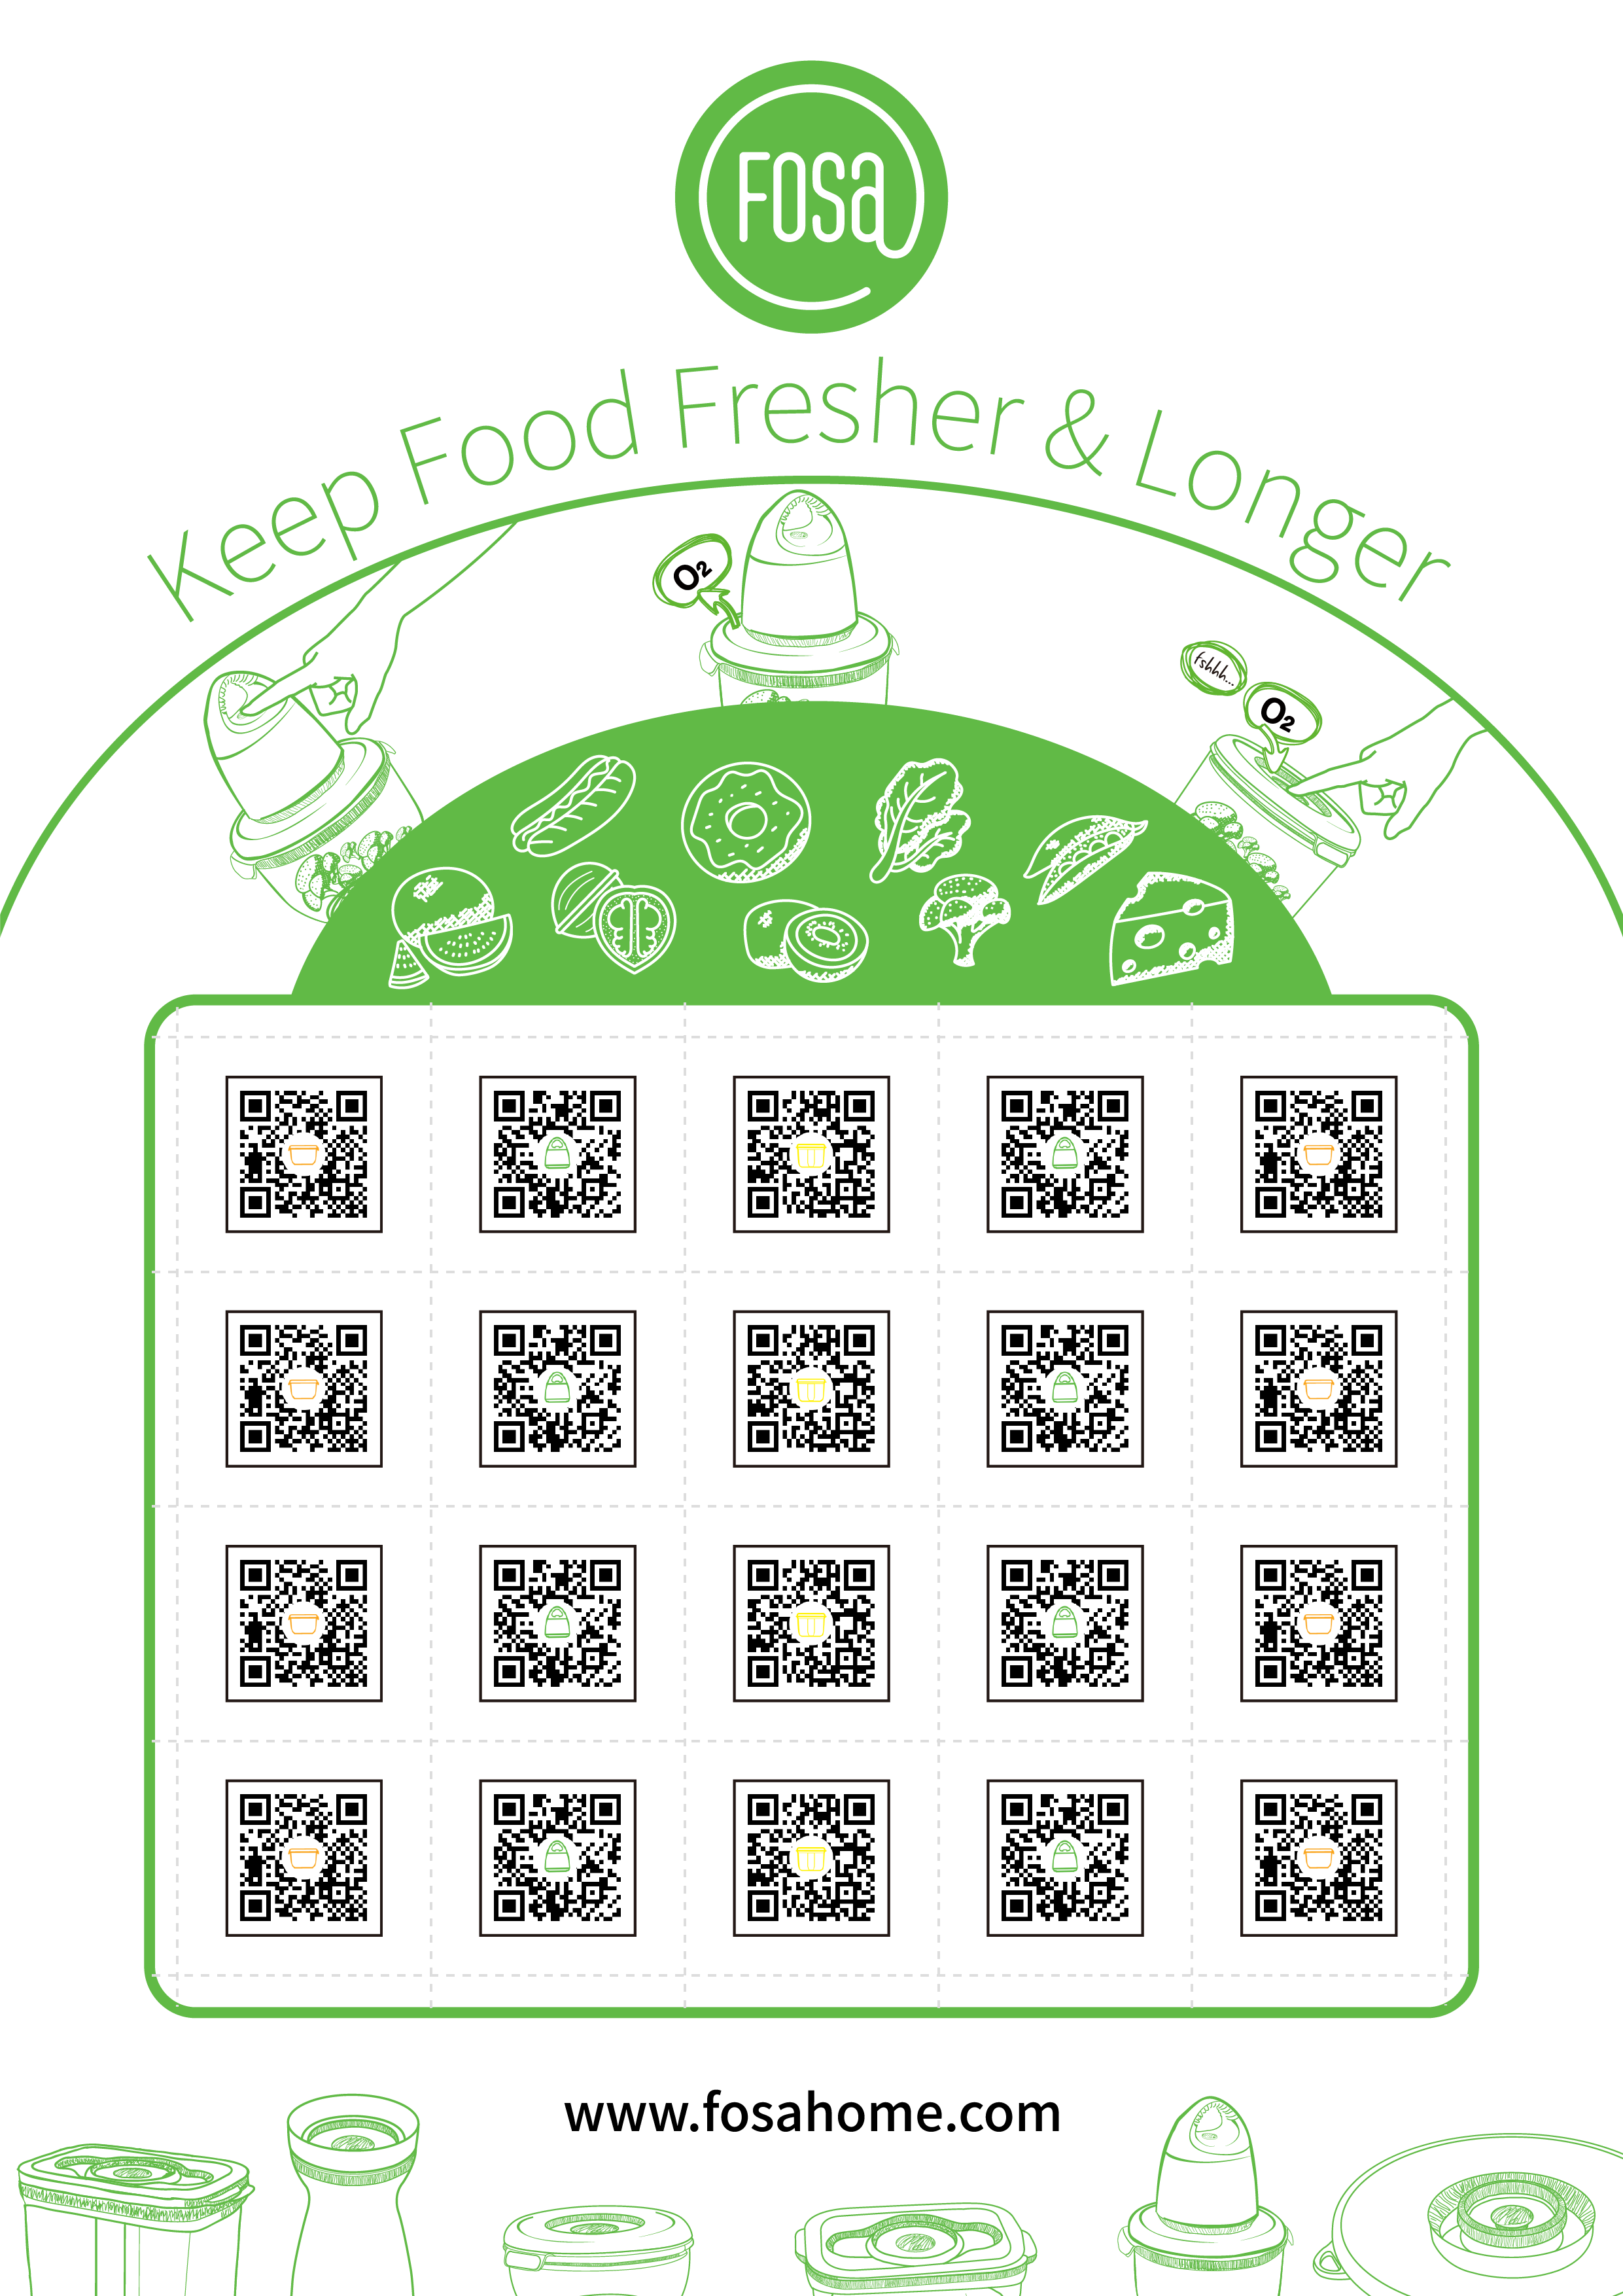 FOSa
Keep Food Fresher & Longer
O₂
fshhh...
O₂
www.fosahome.com